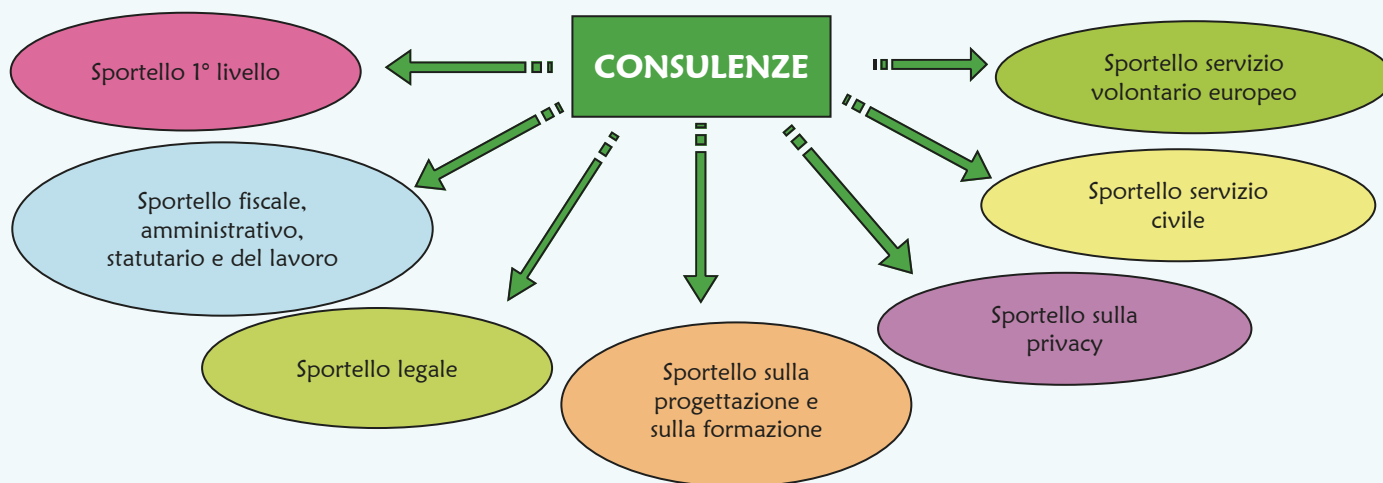 CONSULENZE
Sportello 1° livello
Sportello fiscale,
amministrativo,
statutario e del lavoro
Sportello legale
Sportello sulla
progettazione e
sulla formazione
Sportello sulla
privacy
Sportello servizio
civile
Sportello servizio
volontario europeo